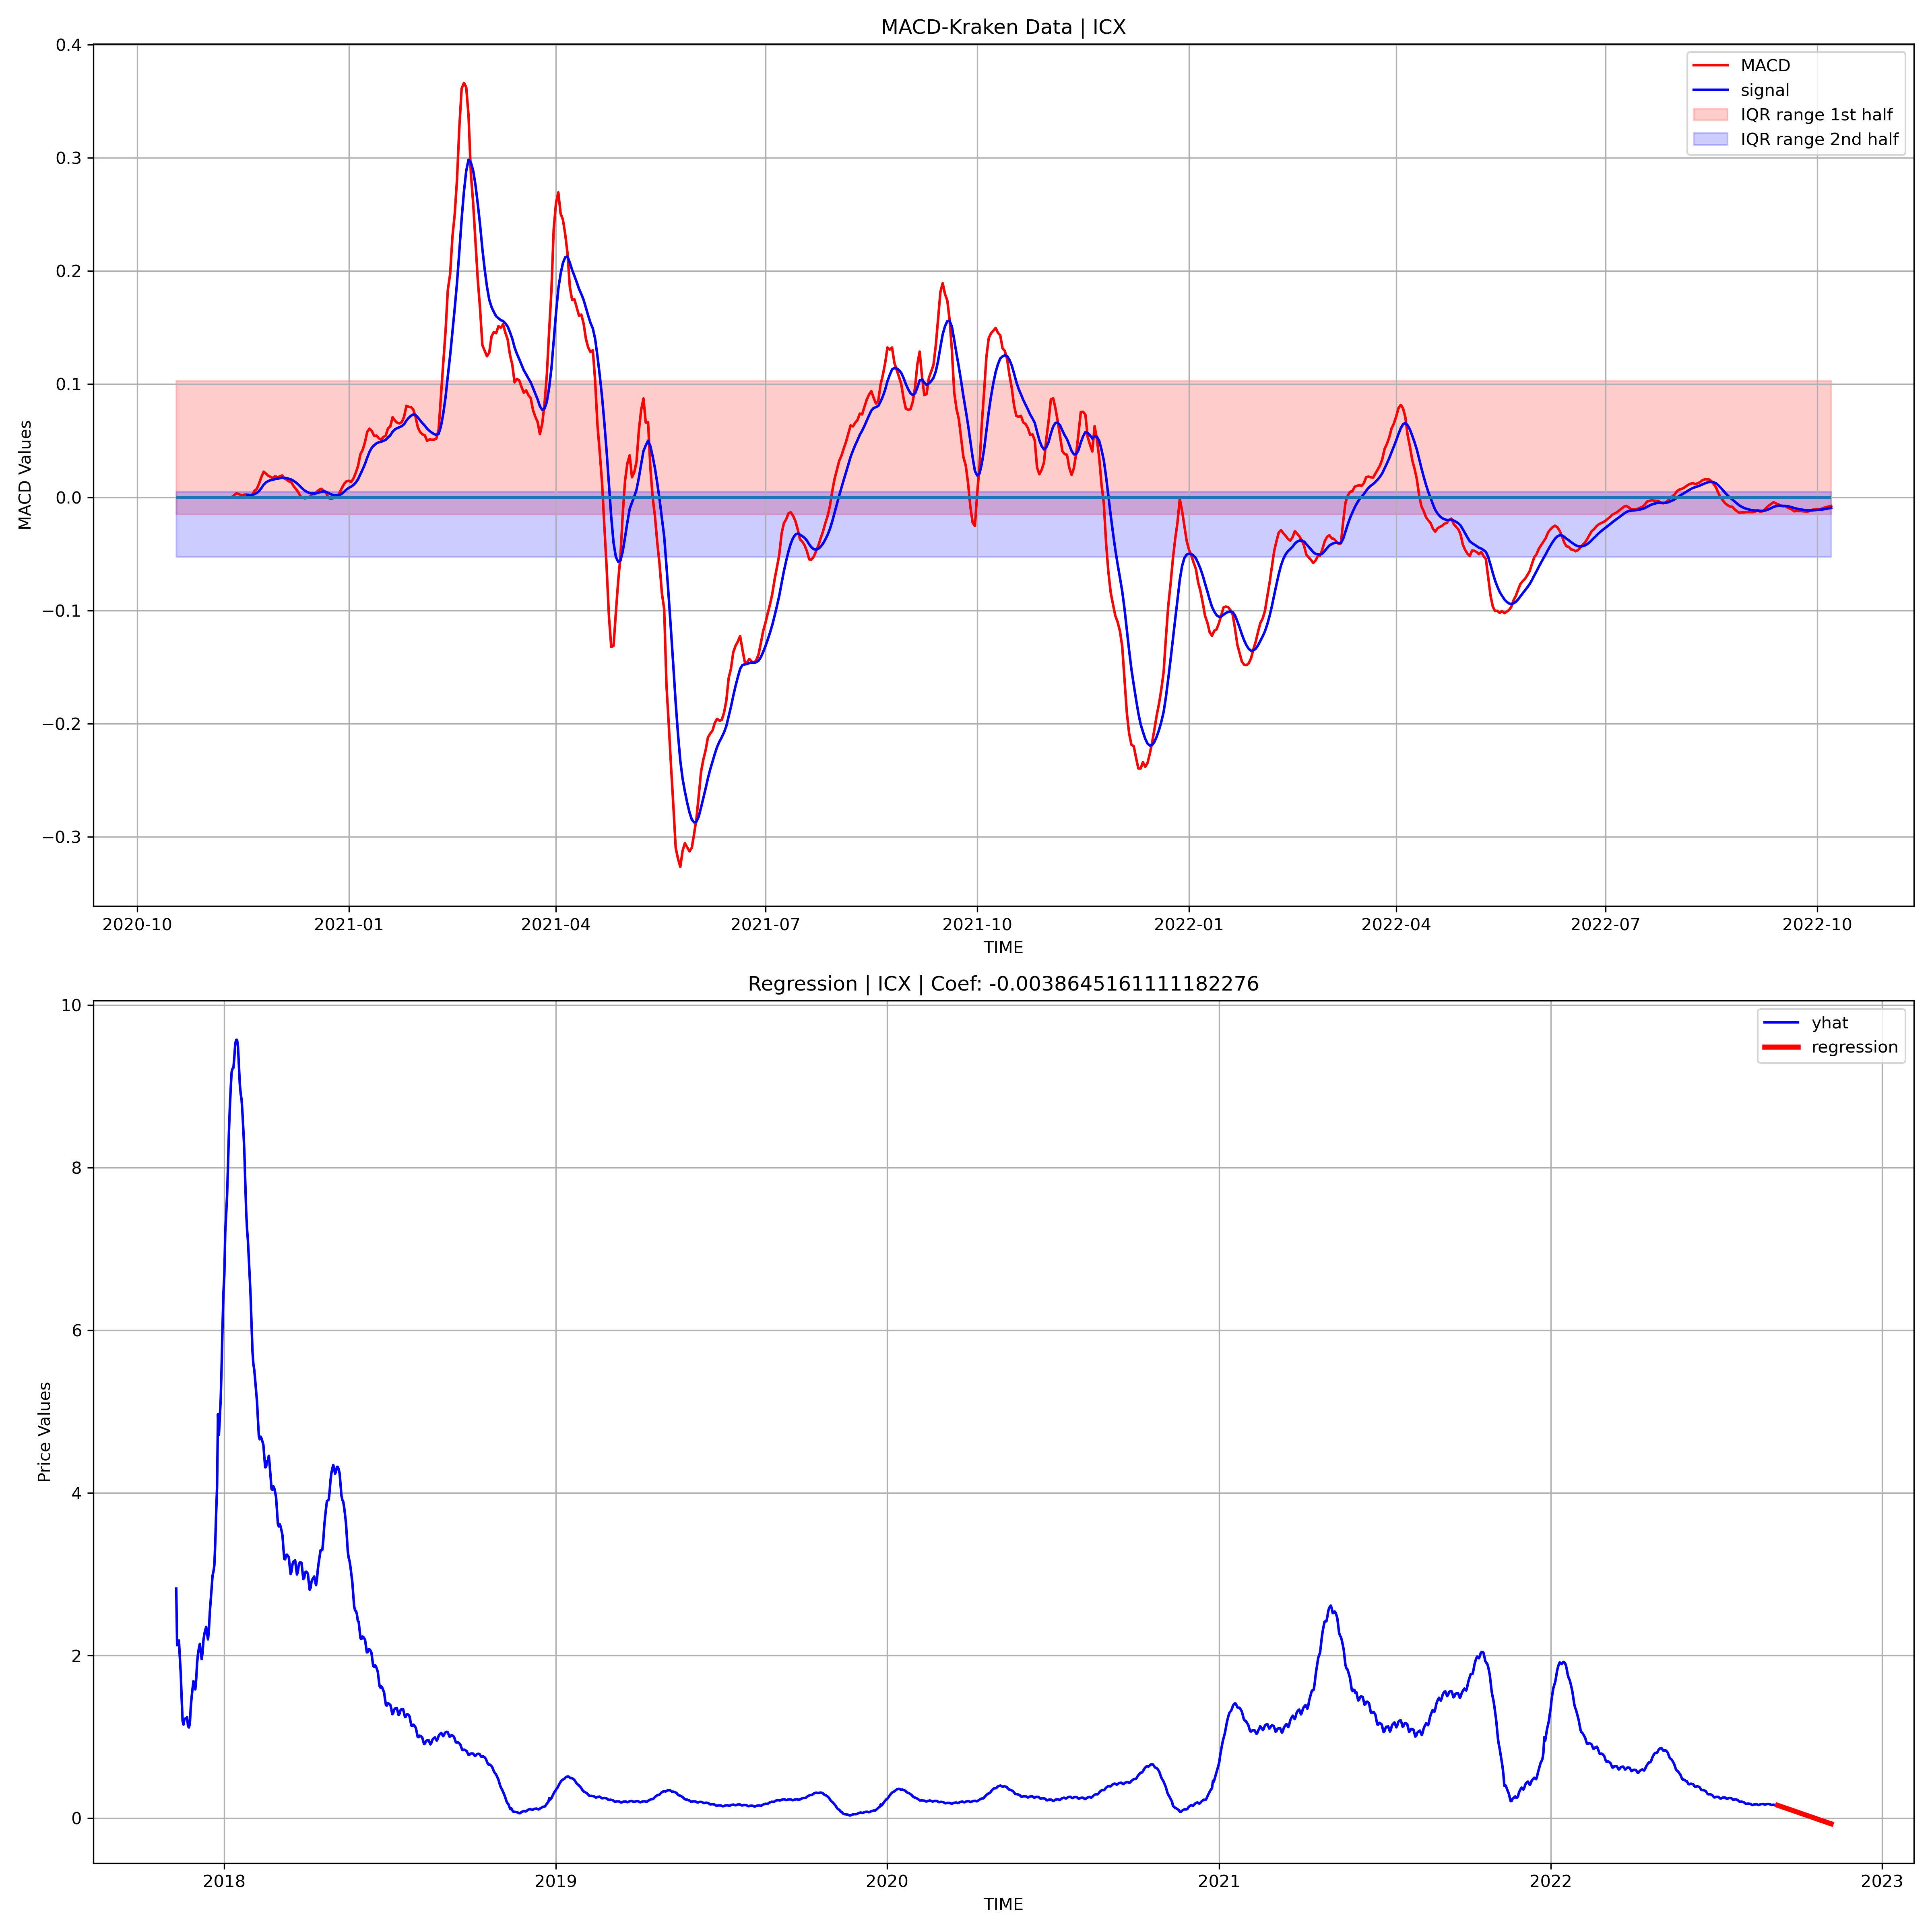 MACD-Kraken Data | ICX
MACD Values
0.4
0.3
0.2
0.1
0.0
−0.1
−0.2
−0.3
MACD
signal
IQR range 1st half
IQR range 2nd half
2020-10 2021-01 2021-04 2021-07 2021-10 2022-01 2022-04 2022-07 2022-10
TIME
Regression | ICX | Coef: -0.0038645161111182276
Price Values
10
8
6
4
2
0
yhat
regression
2018 2019 2020 2021 2022 2023
TIME